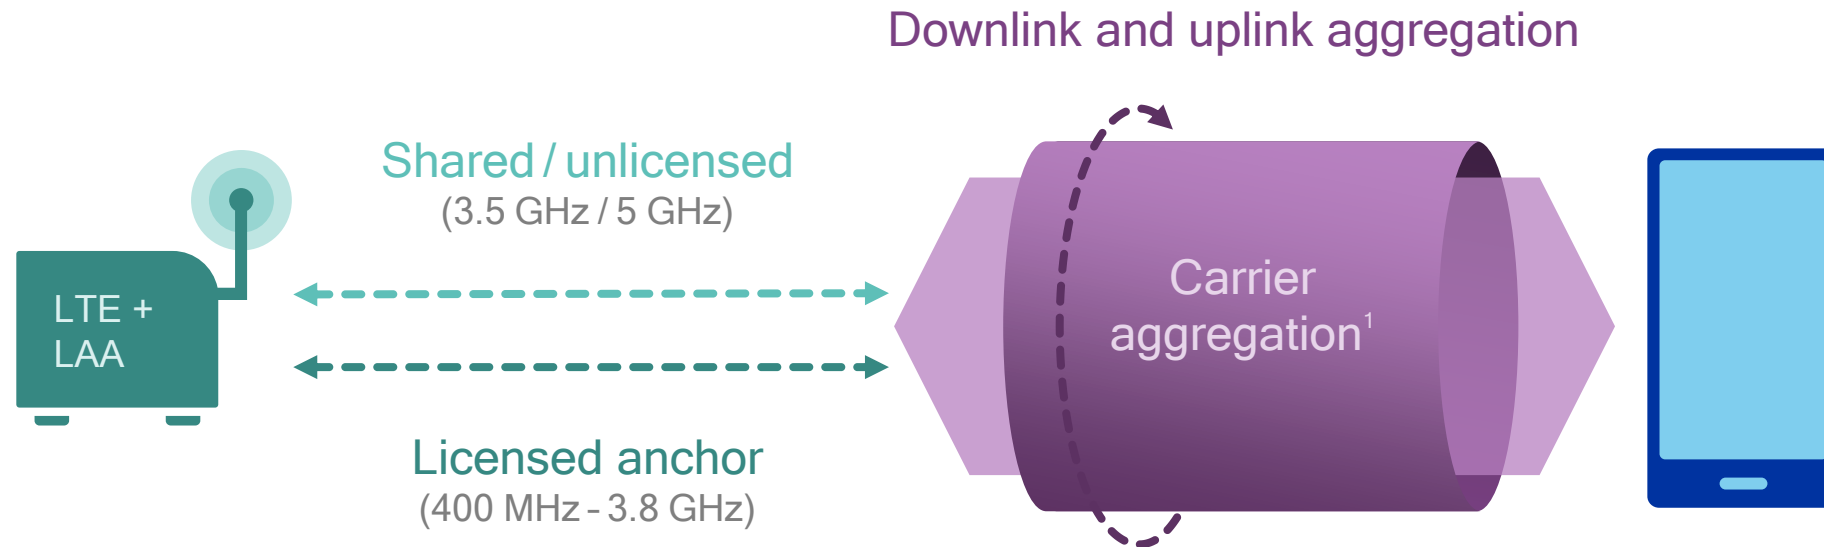 Downlink and uplink aggregation
Shared / unlicensed
(3.5 GHz / 5 GHz)
LTE +
LAA
Carrier
aggregation¹
Licensed anchor
(400 MHz - 3.8 GHz)